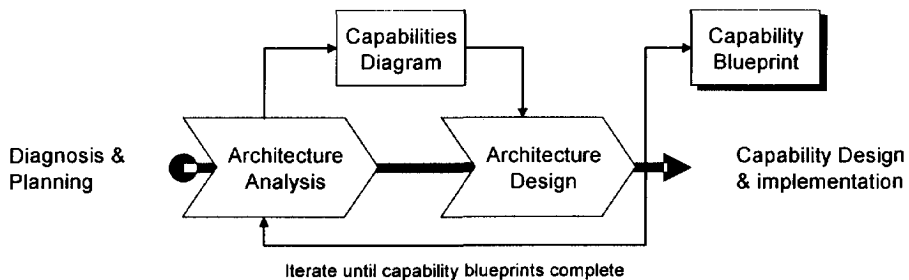 Capabilities
Diagram
Capability
Blueprint
Diagnosis &
Planning
Architecture
Analysis
Architecture
Design
Capability Design
& implementation
Iterate until capability blueprints complete